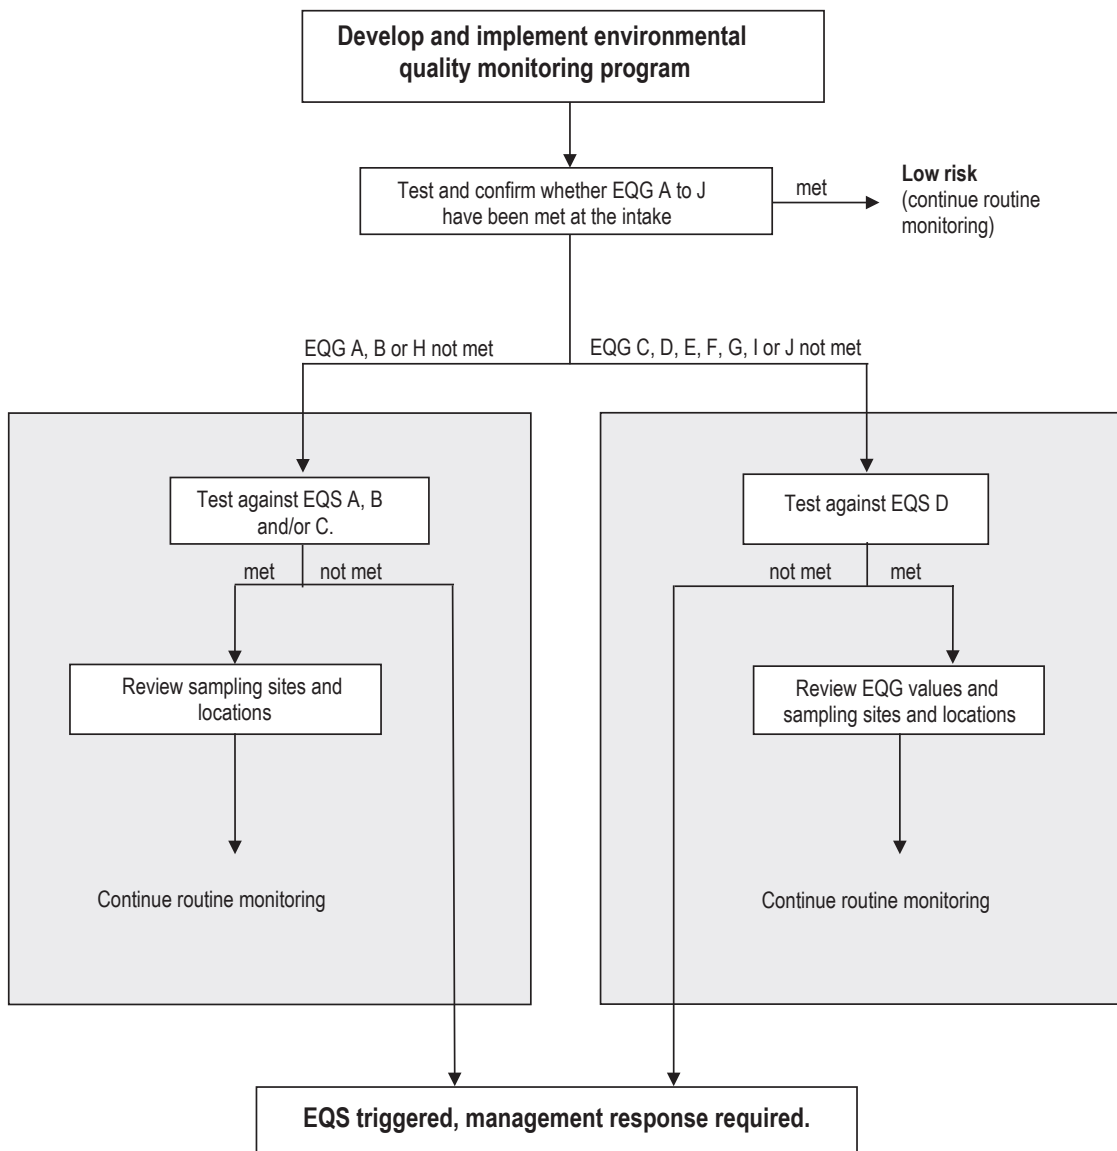 Develop and implement environmental
quality monitoring program
Test and confirm whether EQG A to J
have been met at the intake
met
Low risk
(continue routine
monitoring)
EQG A, B or H not met
EQG C, D, E, F, G, I or J not met
Test against EQS A, B
and/or C.
met
not met
Review sampling sites and
locations
Continue routine monitoring
Test against EQS D
not met
met
Review EQG values and
sampling sites and locations
Continue routine monitoring
EQS triggered, management response required.